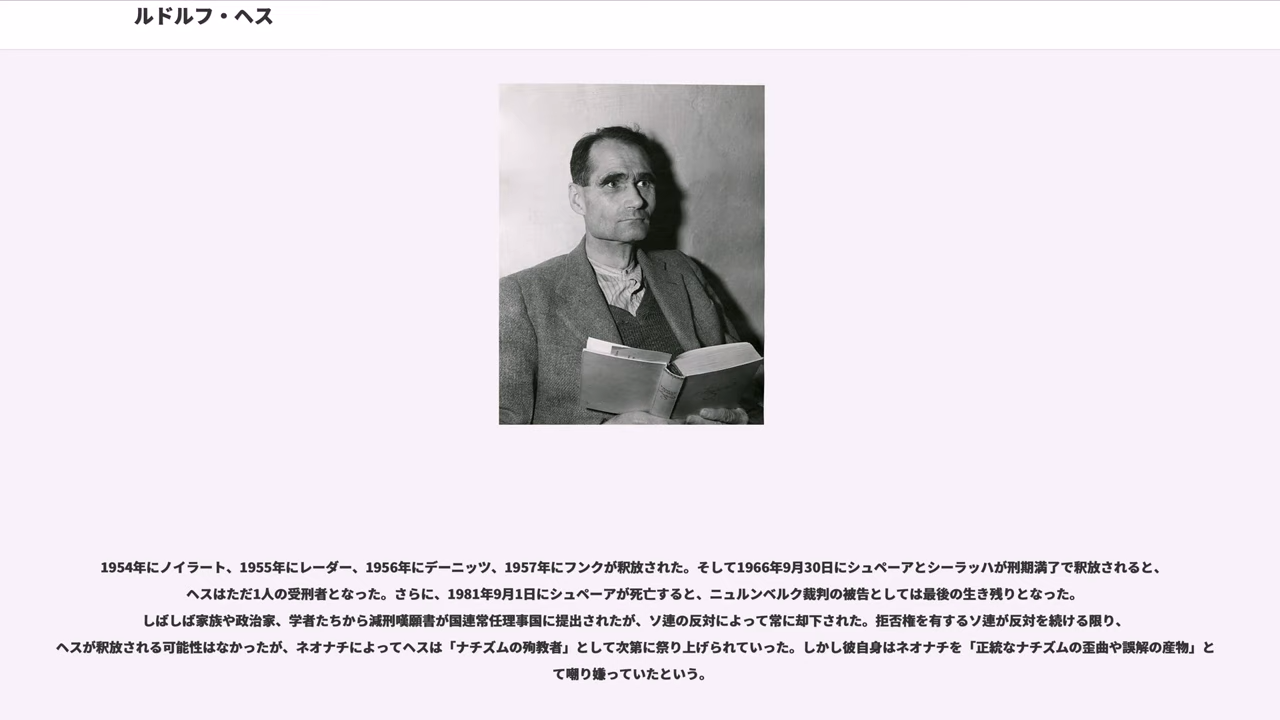 ルドルフ・ヘス
1954年にノイラート、1955年にレーダー、1956年にデーニッツ、1957年にフンクが釈放された。そして1966年9月30日にシュペーアとシーラッハが刑期満了で釈放されると、
ヘスはただ1人の受刑者となった。さらに、1981年9月1日にシュペーアが死亡すると、ニュルンベルク裁判の被告としては最後の生き残りとなった。
しばしば家族や政治家、学者たちから減刑嘆願書が国連常任理事国に提出されたが、ソ連の反対によって常に却下された。拒否権を有するソ連が反対を続ける限り、
ヘスが釈放される可能性はなかったが、ネオナチによってヘスは「ナチズムの殉教者」として次第に祭り上げられていった。しかし彼自身はネオナチを「正統なナチズムの歪曲や誤解の産物」と
て嘲り嫌っていたという。